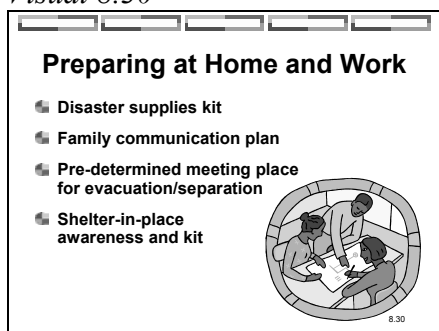 Visual 8.30
Preparing at Home and Work
Disaster supplies kit
Family communication plan
Pre-determined meeting place
for evacuation/separation
Shelter-in-place
awareness and kit
8.30